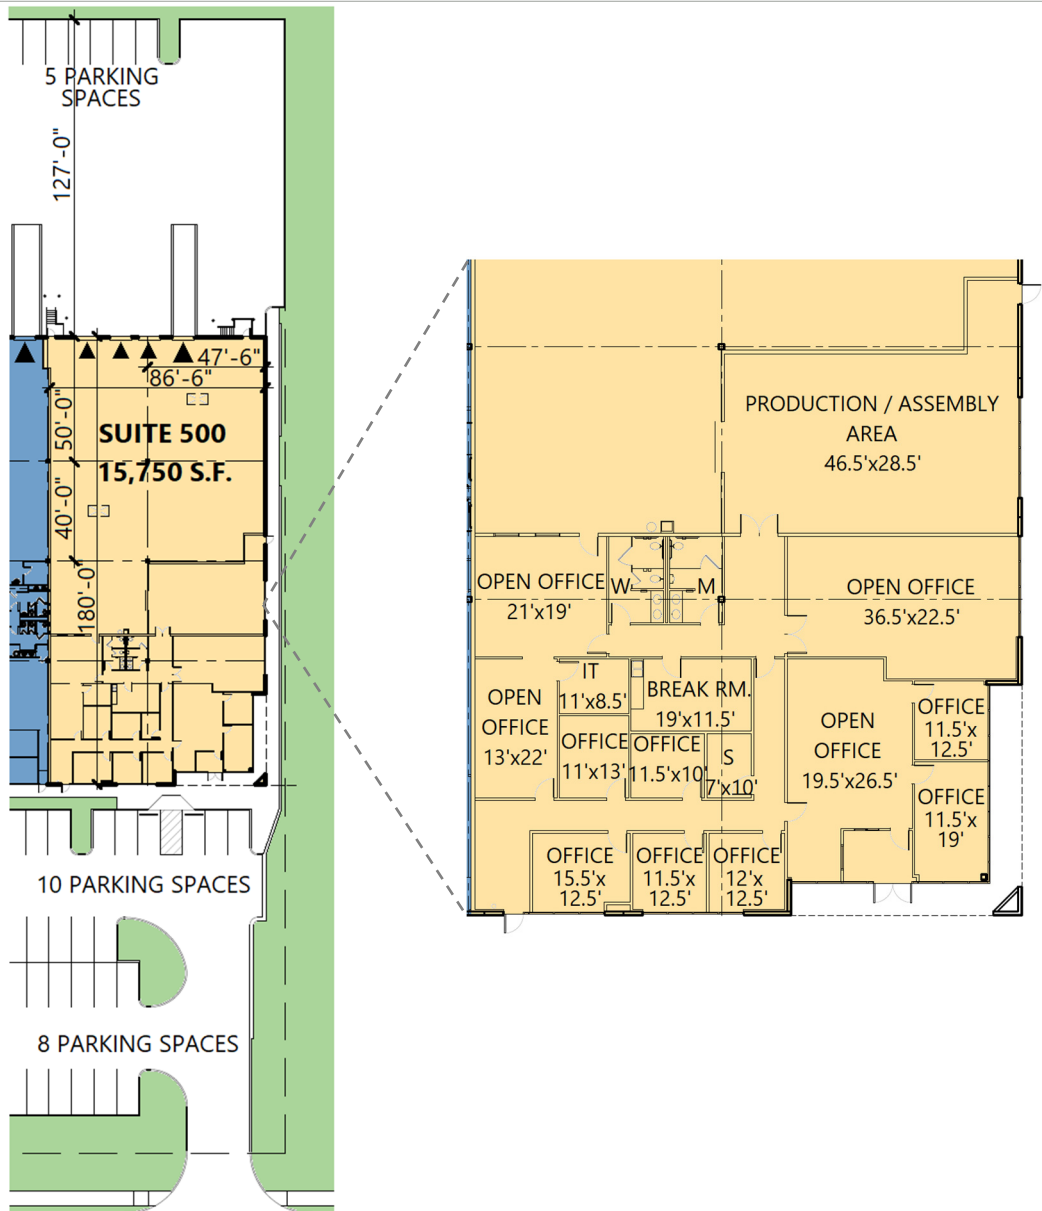 5 PARKING
SPACES
127'-0"
47'-6"
86'-6"
50'-0"
SUITE 500
15,750 S.F.
40'-0"
180'-0
10 PARKING SPACES
8 PARKING SPACES
PRODUCTION / ASSEMBLY
AREA
46.5'x28.5'
OPEN OFFICE
21'x19'
W
M
OPEN OFFICE
36.5'x22.5'
OPEN
OFFICE
13'x22'
IT
11'x8.5'
BREAK RM.
19'x11.5'
OFFICE
11'x13'
OFFICE
11.5'x10'
S
7'x10'
OPEN
OFFICE
19.5'x26.5'
OFFICE
11.5'x
12.5'
OFFICE
11.5'x
19'
OFFICE
15.5'x
12.5'
OFFICE
11.5'x
12.5'
OFFICE
12'x
12.5'